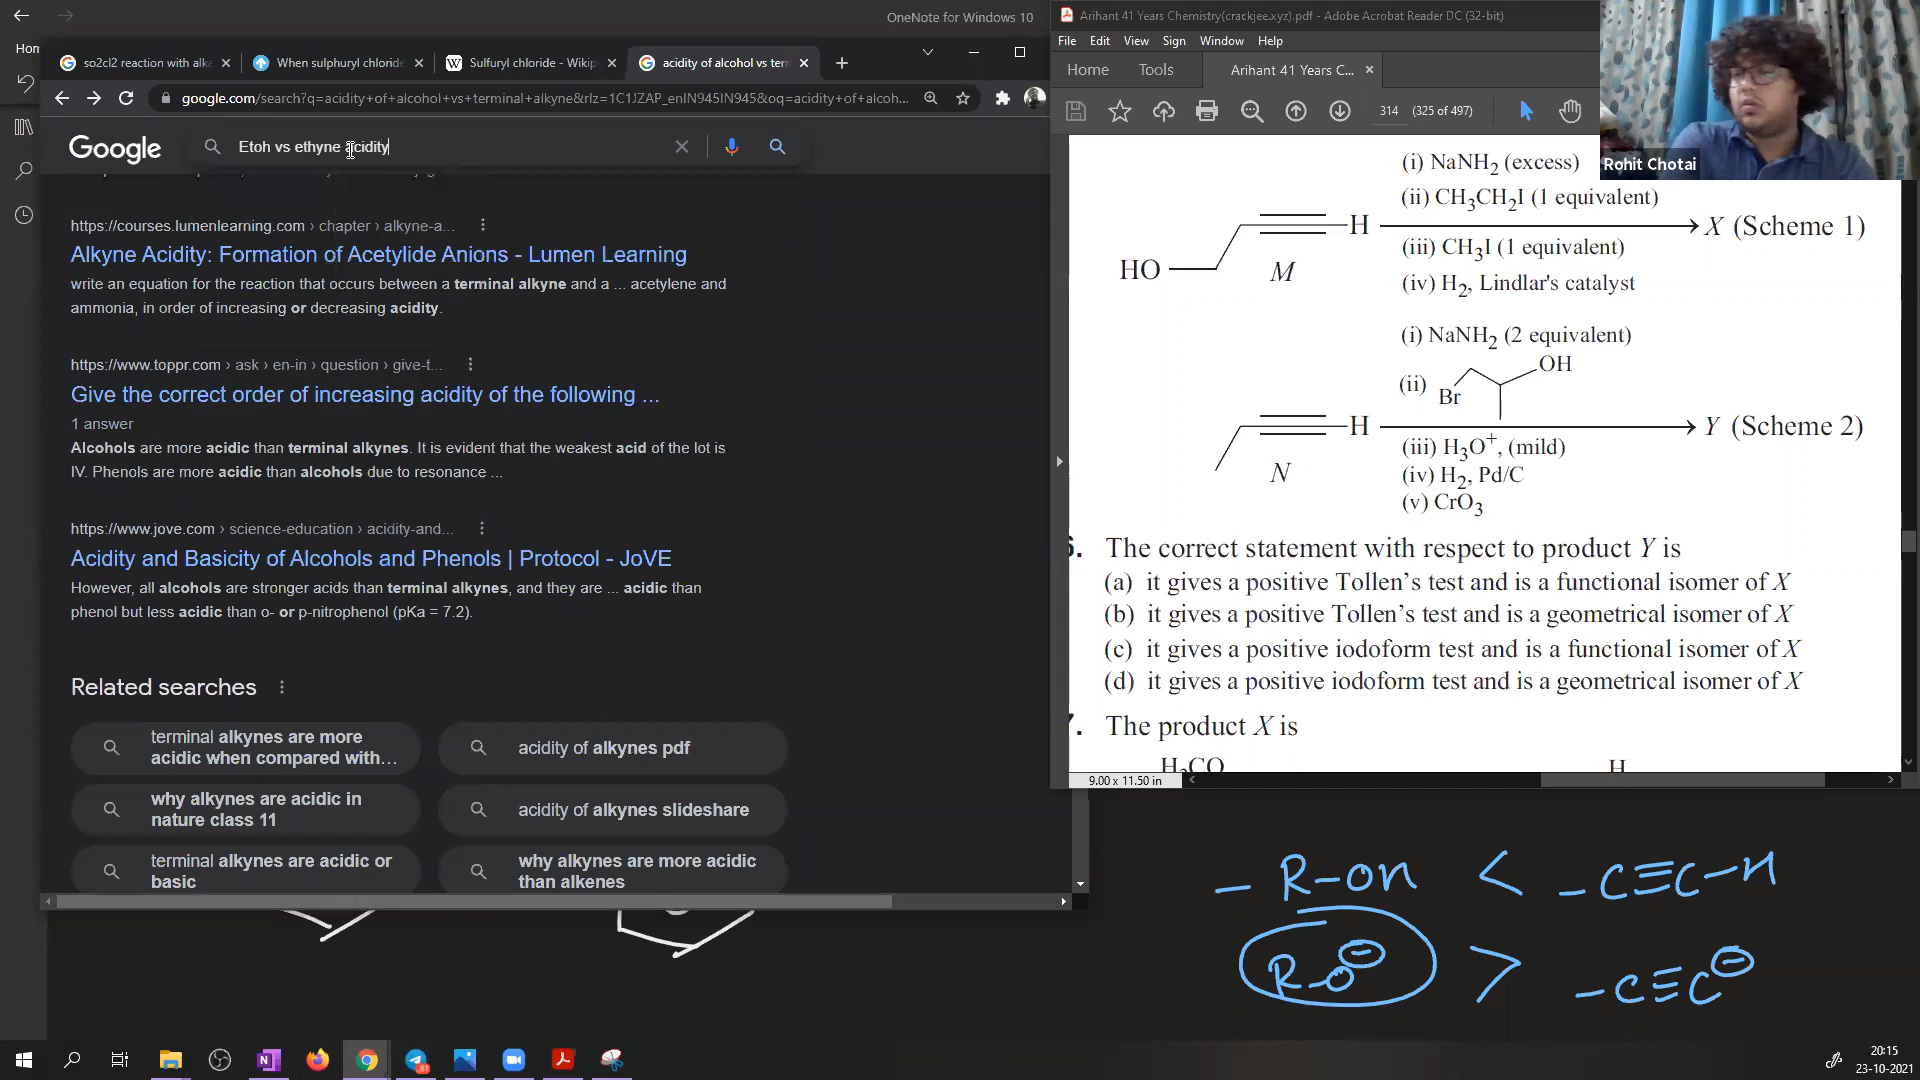 OneNote for Windows 10
Hom
so2cl2 reaction with alka
When sulphuryl chloride
Sulfuryl chloride - Wikip
acidity of alcohol vs term
google.com/search?q=acidity+of+alcohol+vs+terminal+alkyne&rlz=1C1JZAP_enIN945IN945&oq=acidity+of+alcoh...
Google
Etoh vs ethyne acidity
https://courses.lumenlearning.com › chapter › alkyne-a...
Alkyne Acidity: Formation of Acetylide Anions - Lumen Learning
write an equation for the reaction that occurs between a terminal alkyne and a ... acetylene and
ammonia, in order of increasing or decreasing acidity.
https://www.toppr.com › ask › en-in › question › give-t...
Give the correct order of increasing acidity of the following ...
1 answer
Alcohols are more acidic than terminal alkynes. It is evident that the weakest acid of the lot is
IV. Phenols are more acidic than alcohols due to resonance ...
https://www.jove.com › science-education › acidity-and...
Acidity and Basicity of Alcohols and Phenols | Protocol - JoVE
However, all alcohols are stronger acids than terminal alkynes, and they are ... acidic than
phenol but less acidic than o- or p-nitrophenol (pKa = 7.2).
Related searches
terminal alkynes are more
acidic when compared with...
acidity of alkynes pdf
why alkynes are acidic in
nature class 11
acidity of alkynes slideshare
terminal alkynes are acidic or
basic
why alkynes are more acidic
than alkenes
Arihant 41 Years Chemistry(crackjee.xyz).pdf - Adobe Acrobat Reader DC (32-bit)
File Edit View Sign Window Help
Home Tools Arihant 41 Years C...
314 (325 of 497)
Rohit Chotai
(i) NaNH2 (excess)
(ii) CH3CH2I (1 equivalent)
H
X (Scheme 1)
(iii) CH3I (1 equivalent)
HO
M
(iv) H2, Lindlar's catalyst
(i) NaNH2 (2 equivalent)
OH
(ii)
Br
H
Y (Scheme 2)
(iii) H3O+, (mild)
N
(iv) H2, Pd/C
(v) CrO3
6. The correct statement with respect to product Y is
(a) it gives a positive Tollen's test and is a functional isomer of X
(b) it gives a positive Tollen's test and is a geometrical isomer of X
(c) it gives a positive iodoform test and is a functional isomer of X
(d) it gives a positive iodoform test and is a geometrical isomer of X
7. The product X is
H3CO
H
9.00 x 11.50 in
- R-OH < -C≡C-H
R-O⊖ > -C≡C⊖
20:15
23-10-2021